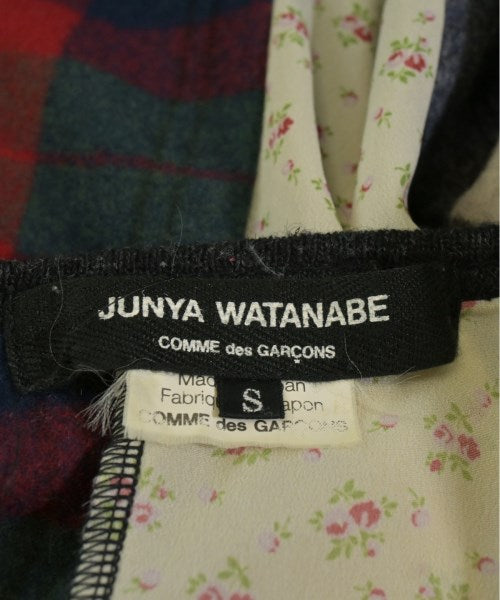 JUNYA WATANABE
COMME des GARÇONS
S
COMME des GARÇONS